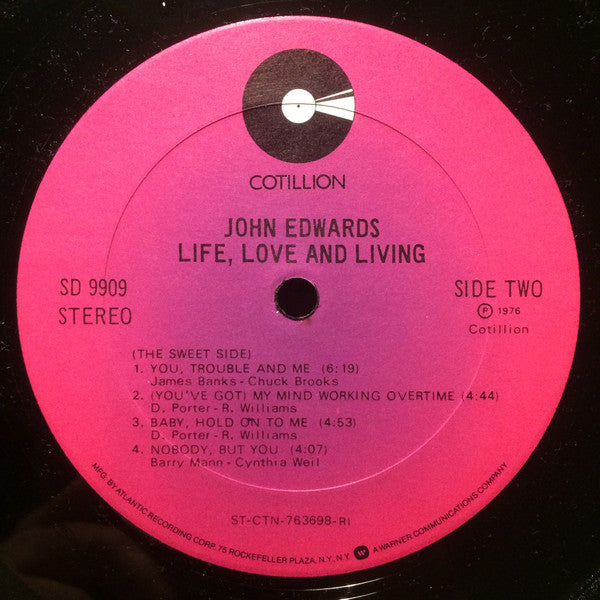 COTILLION
JOHN EDWARDS
LIFE, LOVE AND LIVING
SD 9909
STEREO
SIDE TWO
Ⓟ 1976
Cotillion
(THE SWEET SIDE)
1. YOU, TROUBLE AND ME (6:19)
James Banks - Chuck Brooks
2. (YOU'VE GOT) MY MIND WORKING OVERTIME (4:44)
D. Porter - R. Williams
3. BABY, HOLD ON TO ME (4:53)
D. Porter - R. Williams
4. NOBODY, BUT YOU (4:07)
Barry Mann - Cynthia Weil
ST-CTN-763698-RI
MFG. BY ATLANTIC RECORDING CORP. 75 ROCKEFELLER PLAZA, N.Y., N.Y. W A WARNER COMMUNICATIONS COMPANY